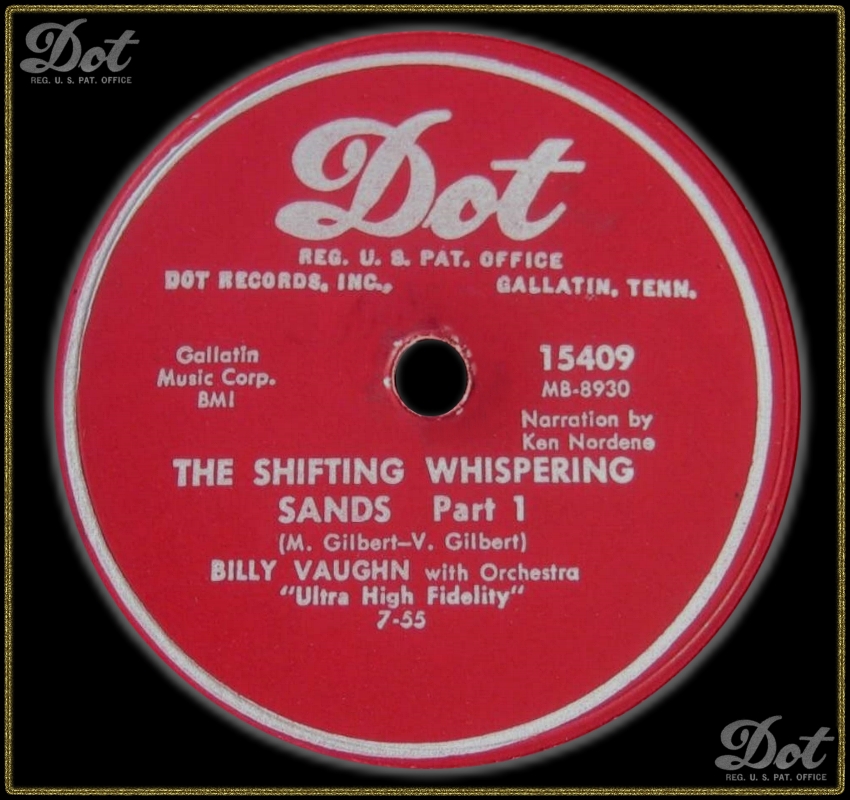 Dot
REG. U. S. PAT. OFFICE
Dot
REG. U. S. PAT. OFFICE
DOT RECORDS, INC., GALLATIN, TENN.
Gallatin
Music Corp.
BMI
15409
MB-8930
Narration by
Ken Nordene
THE SHIFTING WHISPERING
SANDS Part 1
(M. Gilbert–V. Gilbert)
BILLY VAUGHN with Orchestra
"Ultra High Fidelity"
7-55
Dot
REG. U. S. PAT. OFFICE